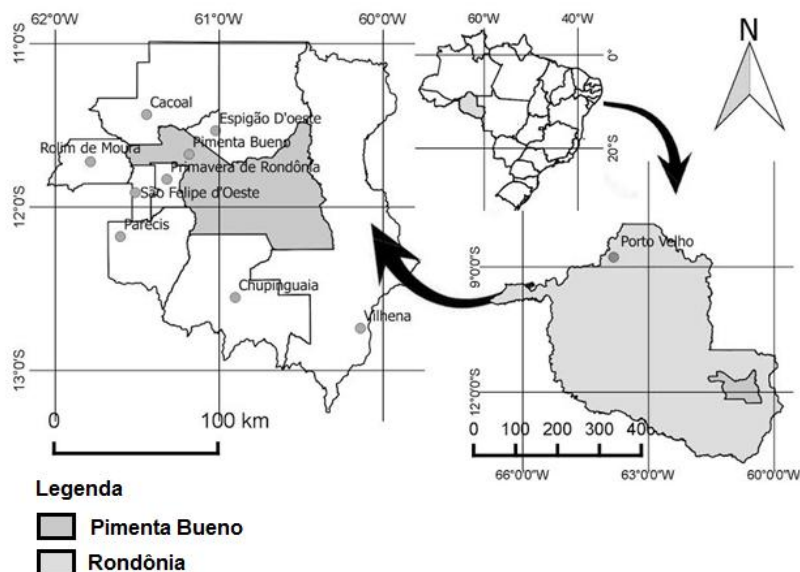 62°0'W 61°0'W 60°0'W
11°0'S
12°0'S
13°0'S
Cacoal
Espigão D'oeste
Rolim de Moura
Pimenta Bueno
Primavera de Rondônia
São Felipe d'Oeste
Parecis
Chupinguaia
Vilhena
0 100 km
60°W 40°W
0°
20°S
N
Porto Velho
9°0'0"S
12°0'0"S
0 100 200 300 400
66°0'0"W 63°0'0"W 60°0'0"W
Legenda
Pimenta Bueno
Rondônia